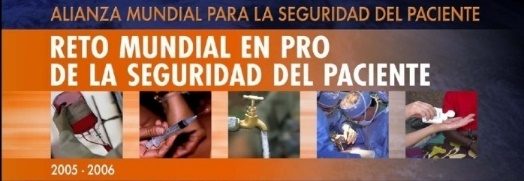 ALIANZA MUNDIAL PARA LA SEGURIDAD DEL PACIENTE
RETO MUNDIAL EN PRO
DE LA SEGURIDAD DEL PACIENTE
2005 - 2006